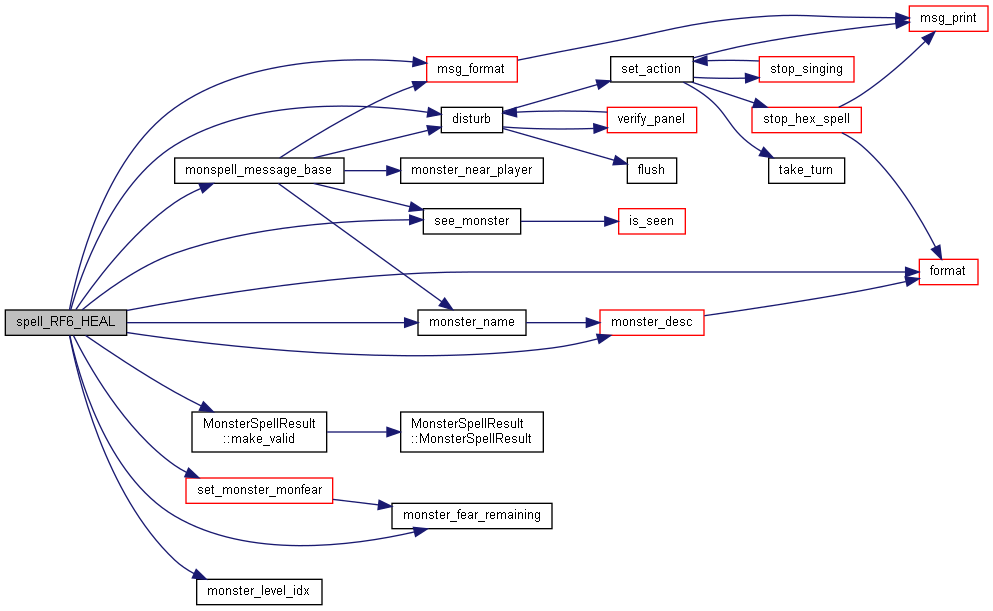 msg_print
msg_format
set_action
stop_singing
disturb
verify_panel
stop_hex_spell
monspell_message_base
monster_near_player
flush
take_turn
see_monster
is_seen
format
spell_RF6_HEAL
monster_name
monster_desc
MonsterSpellResult
::make_valid
MonsterSpellResult
::MonsterSpellResult
set_monster_monfear
monster_fear_remaining
monster_level_idx